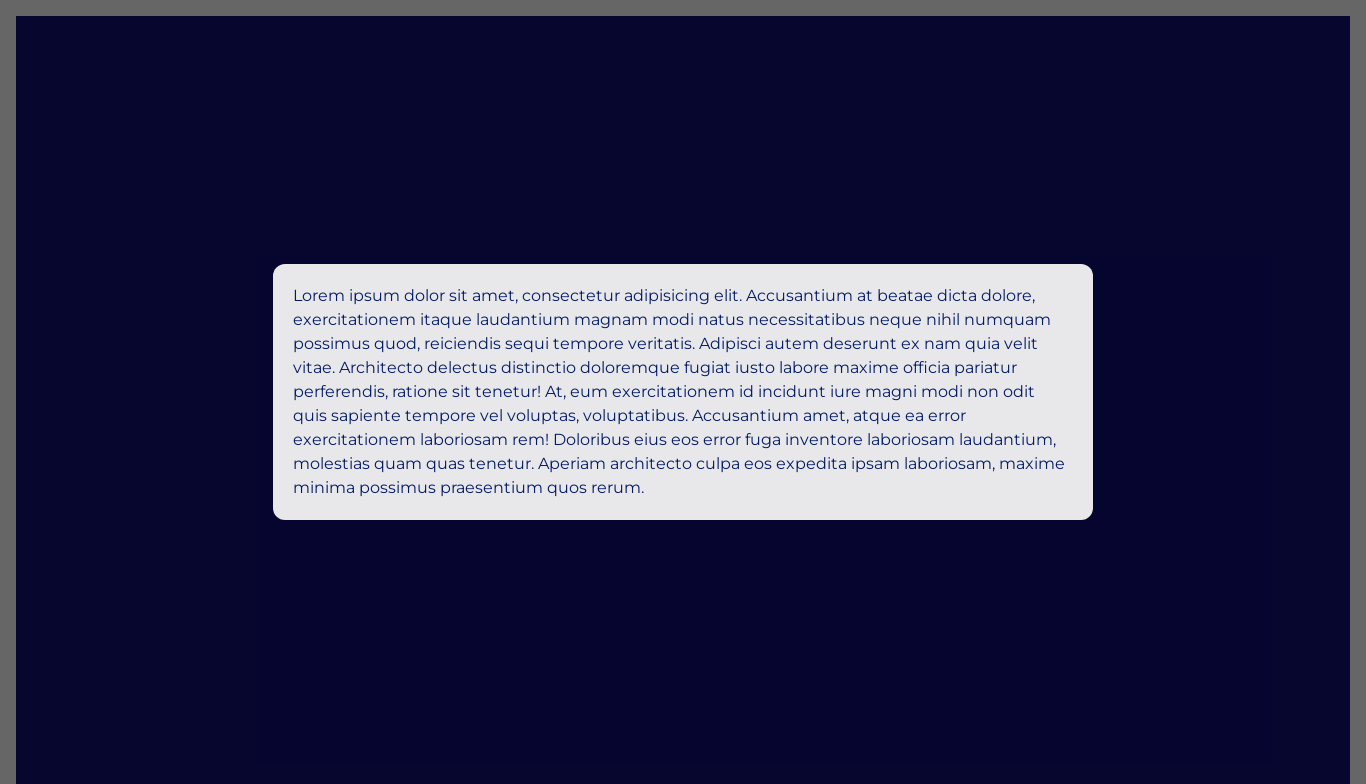 Lorem ipsum dolor sit amet, consectetur adipisicing elit. Accusantium at beatae dicta dolore,
exercitationem itaque laudantium magnam modi natus necessitatibus neque nihil numquam
possimus quod, reiciendis sequi tempore veritatis. Adipisci autem deserunt ex nam quia velit
vitae. Architecto delectus distinctio doloremque fugiat iusto labore maxime officia pariatur
perferendis, ratione sit tenetur! At, eum exercitationem id incidunt iure magni modi non odit
quis sapiente tempore vel voluptas, voluptatibus. Accusantium amet, atque ea error
exercitationem laboriosam rem! Doloribus eius eos error fuga inventore laboriosam laudantium,
molestias quam quas tenetur. Aperiam architecto culpa eos expedita ipsam laboriosam, maxime
minima possimus praesentium quos rerum.